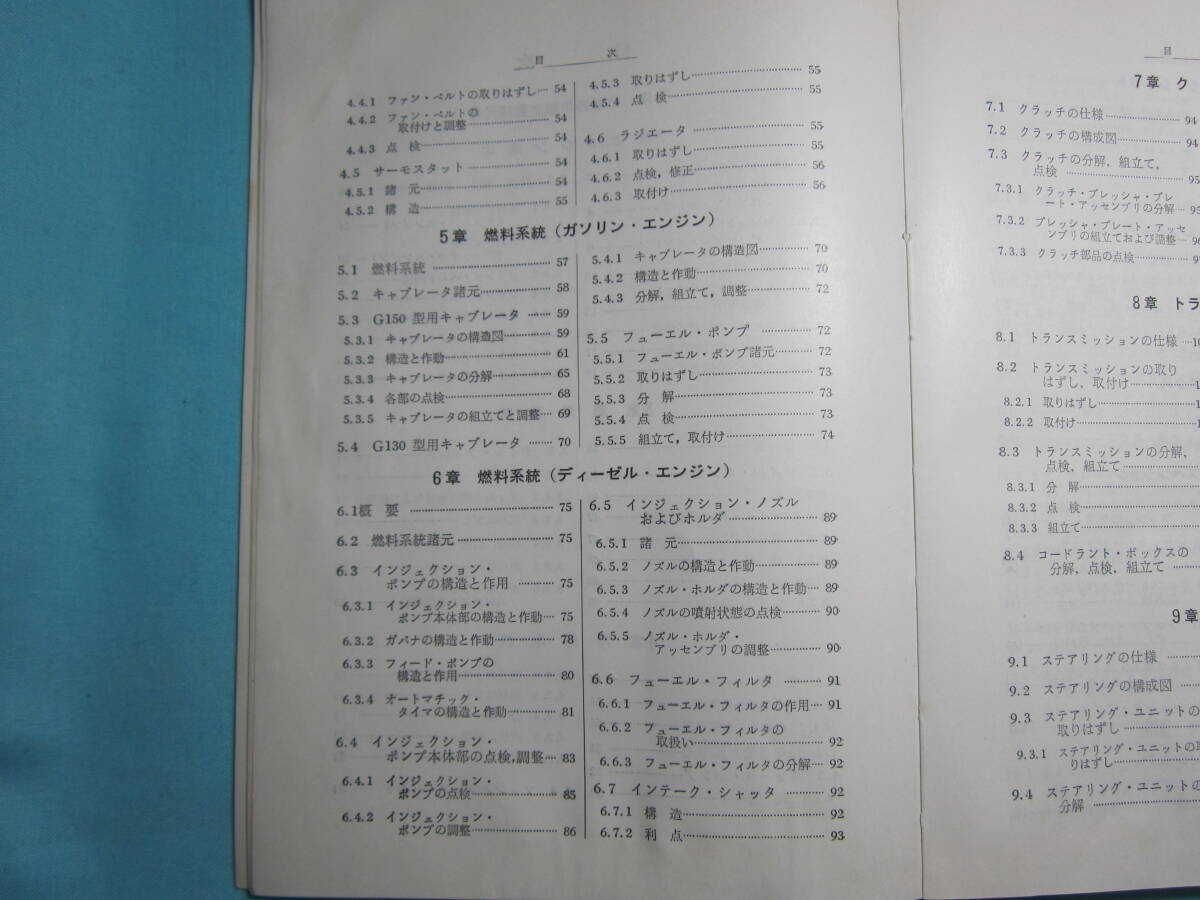 目　次
4.4.1 ファン・ベルトの取りはずし… 54
4.4.2 ファン・ベルトの
取付けと調整……………… 54
4.4.3 点 検…………………… 54
4.5 サーモスタット…………… 54
4.5.1 諸 元…………………… 54
4.5.2 構 造…………………… 55
4.5.3 取りはずし……………… 55
4.5.4 点 検…………………… 55
4.6 ラジエータ ……………… 55
4.6.1 取りはずし……………… 55
4.6.2 点検，修正……………… 56
4.6.3 取付け…………………… 56
5章 燃料系統（ガソリン・エンジン）
5.1 燃料系統 ………………… 57
5.2 キャブレータ諸元………… 58
5.3 G150 型用キャブレータ …… 59
5.3.1 キャブレータの構造図…… 59
5.3.2 構造と作動……………… 61
5.3.3 キャブレータの分解……… 65
5.3.4 各部の点検……………… 68
5.3.5 キャブレータの組立てと調整… 69
5.4 G130 型用キャブレータ …… 70
5.4.1 キャブレータの構造図…… 70
5.4.2 構造と作動……………… 70
5.4.3 分解，組立て，調整……… 72
5.5 フューエル・ポンプ ……… 72
5.5.1 フューエル・ポンプ諸元…… 72
5.5.2 取りはずし……………… 73
5.5.3 分 解…………………… 73
5.5.4 点 検…………………… 73
5.5.5 組立て，取付け…………… 74
6章 燃料系統（ディーゼル・エンジン）
6.1概 要 …………………… 75
6.2 燃料系統諸元……………… 75
6.3 インジェクション・
ポンプの構造と作用 ……… 75
6.3.1 インジェクション・
ポンプ本体部の構造と作動… 75
6.3.2 ガバナの構造と作動……… 78
6.3.3 フィード・ポンプの
構造と作用……………… 80
6.3.4 オートマチック・
タイマの構造と作動……… 81
6.4 インジェクション・
ポンプ本体部の点検，調整… 83
6.4.1 インジェクション・
ポンプの点検……………… 85
6.4.2 インジェクション・
ポンプの調整……………… 86
6.5 インジェクション・ノズル
およびホルダ……………… 89
6.5.1 諸 元…………………… 89
6.5.2 ノズルの構造と作動……… 89
6.5.3 ノズル・ホルダの構造と作動… 89
6.5.4 ノズルの噴射状態の点検…… 90
6.5.5 ノズル・ホルダ・
アッセンブリの調整……… 90
6.6 フューエル・フィルタ …… 91
6.6.1 フューエル・フィルタの作用… 91
6.6.2 フューエル・フィルタの
取扱い…………………… 92
6.6.3 フューエル・フィルタの分解… 92
6.7 インテーク・シャッタ …… 92
6.7.1 構 造…………………… 92
6.7.2 利 点…………………… 93
目
7章 ク
7.1 クラッチの仕様 …………… 94
7.2 クラッチの構成図………… 94
7.3 クラッチの分解，組立て，
点検 ……………………… 95
7.3.1 クラッチ・プレッシャ・プレ
ート・アッセンブリの分解… 95
7.3.2 プレッシャ・プレート・アッセ
ンブリの組立ておよび調整… 96
7.3.3 クラッチ部品の点検………
8章 トラ
8.1 トランスミッションの仕様 …
8.2 トランスミッションの取り
はずし，取付け……………
8.2.1 取りはずし………………
8.2.2 取付け……………………
8.3 トランスミッションの分解，
点検，組立て………………
8.3.1 分 解……………………
8.3.2 点 検……………………
8.3.3 組立て……………………
8.4 コードラント・ボックスの
分解，点検，組立て ………
9章
9.1 ステアリングの仕様 ………
9.2 ステアリングの構成図……
9.3 ステアリング・ユニットの
取りはずし…………………
9.3.1 ステアリング・ユニットの取
りはずし…………………
9.4 ステアリング・ユニットの
分解 ………………………